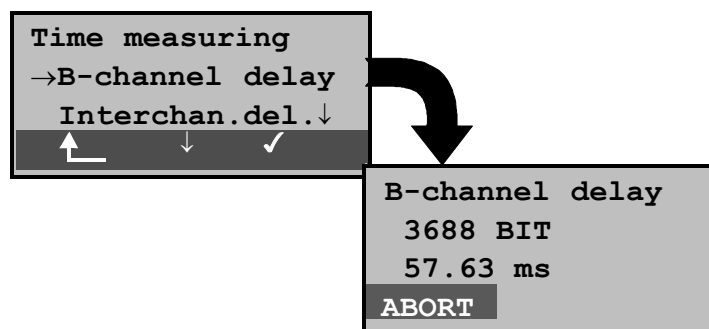 Time measuring
→B-channel delay
Interchan.del.↓
↓ ✓
B-channel delay
3688 BIT
57.63 ms
ABORT